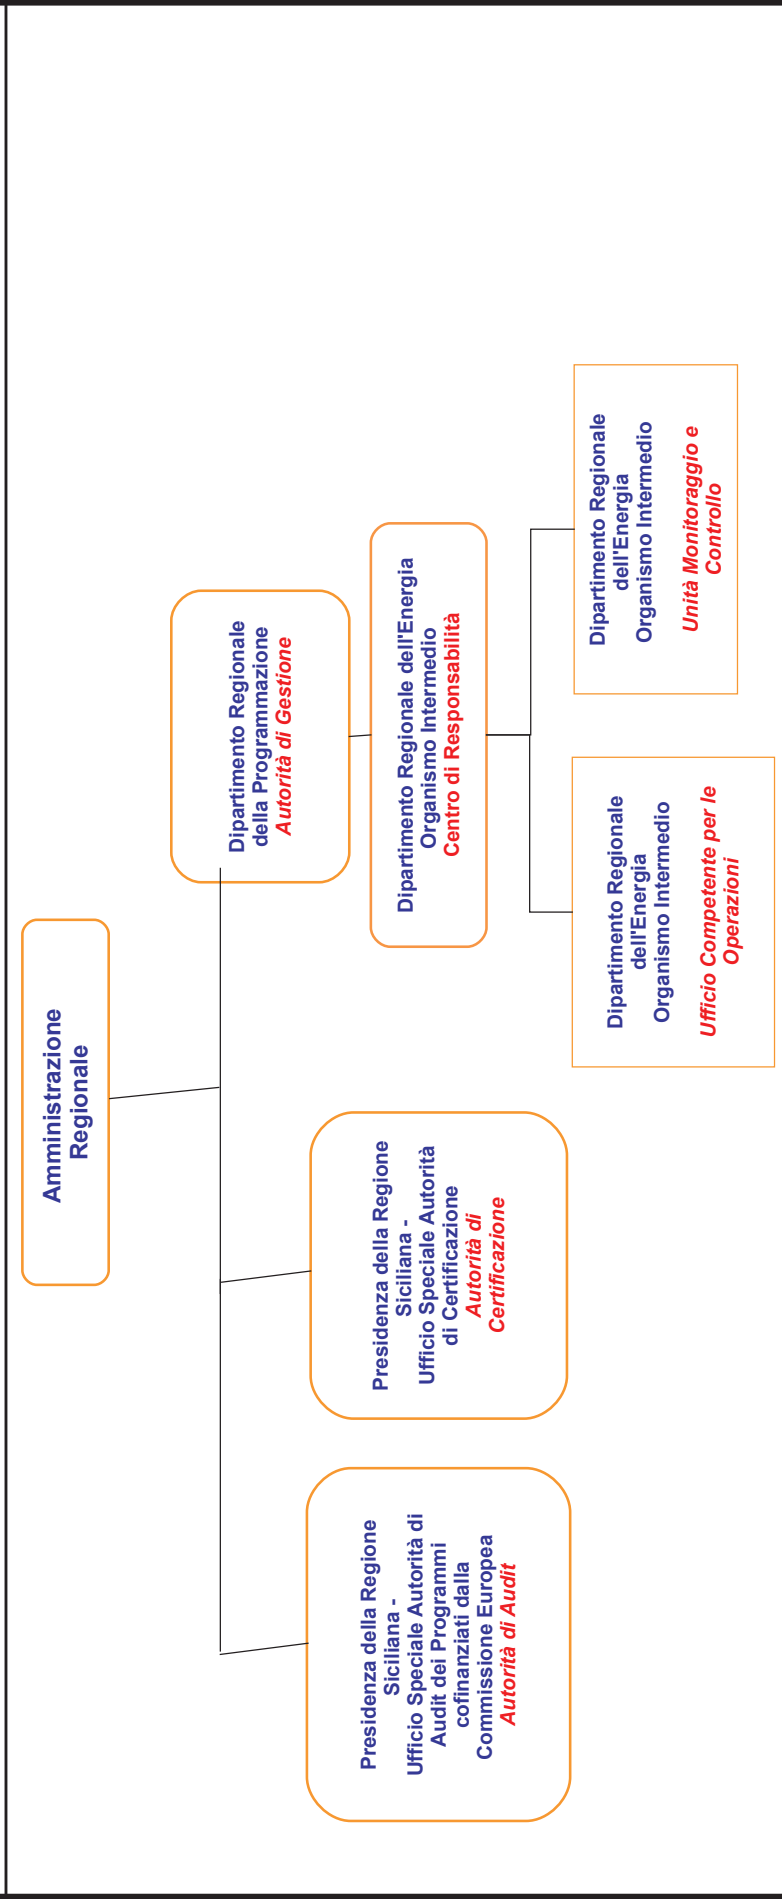 Amministrazione
Regionale
Presidenza della Regione
Siciliana -
Ufficio Speciale Autorità di
Audit dei Programmi
cofinanziati dalla
Commissione Europea
Autorità di Audit
Presidenza della Regione
Siciliana -
Ufficio Speciale Autorità
di Certificazione
Autorità di
Certificazione
Dipartimento Regionale
della Programmazione
Autorità di Gestione
Dipartimento Regionale dell'Energia
Organismo Intermedio
Centro di Responsabilità
Dipartimento Regionale
dell'Energia
Organismo Intermedio
Ufficio Competente per le
Operazioni
Dipartimento Regionale
dell'Energia
Organismo Intermedio
Unità Monitoraggio e
Controllo